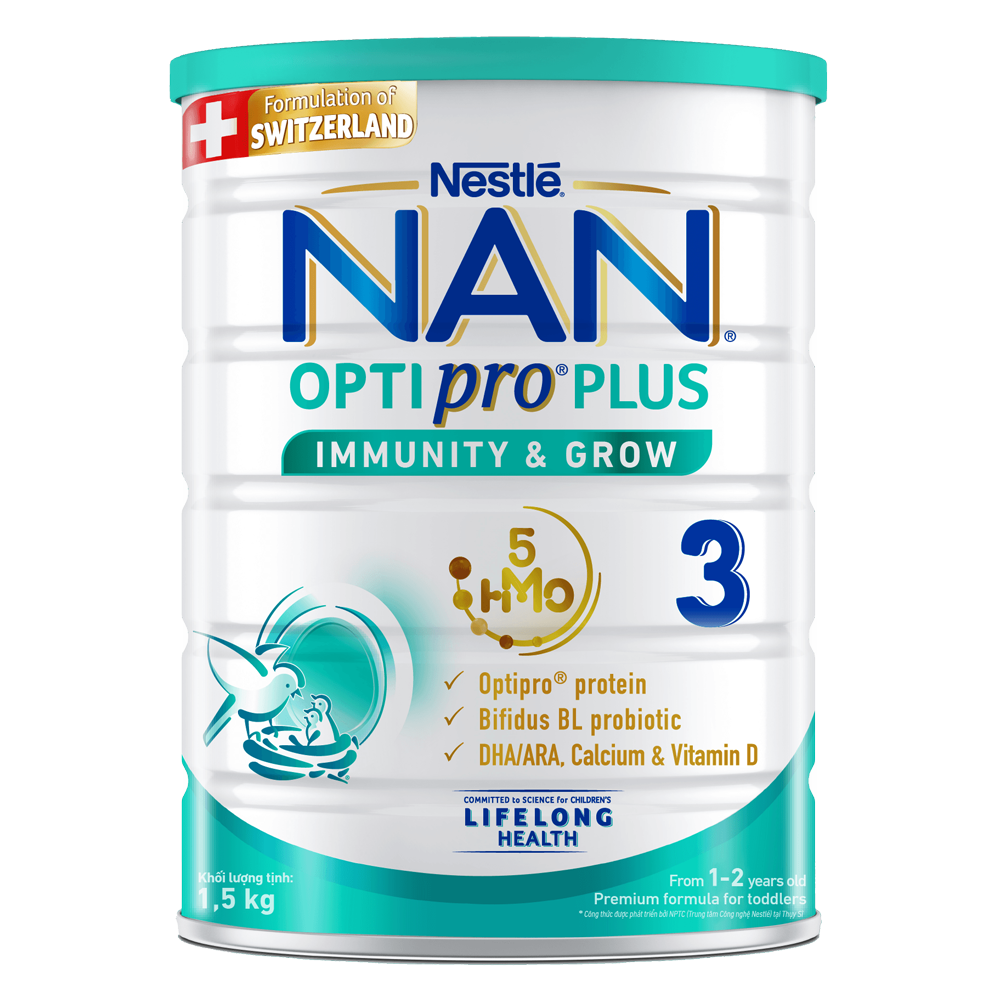 Formulation of
SWITZERLAND
Nestlé®
NAN®
OPTIpro® PLUS
IMMUNITY & GROW
5
HMO
3
✓ Optipro® protein
✓ Bifidus BL probiotic
✓ DHA/ARA, Calcium & Vitamin D
COMMITTED to SCIENCE for CHILDREN'S
LIFELONG
HEALTH
Khối lượng tịnh:
1,5 kg
From 1-2 years old
Premium formula for toddlers
* Công thức được phát triển bởi NPTC (Trung tâm Công nghệ Nestlé) tại Thụy Sĩ